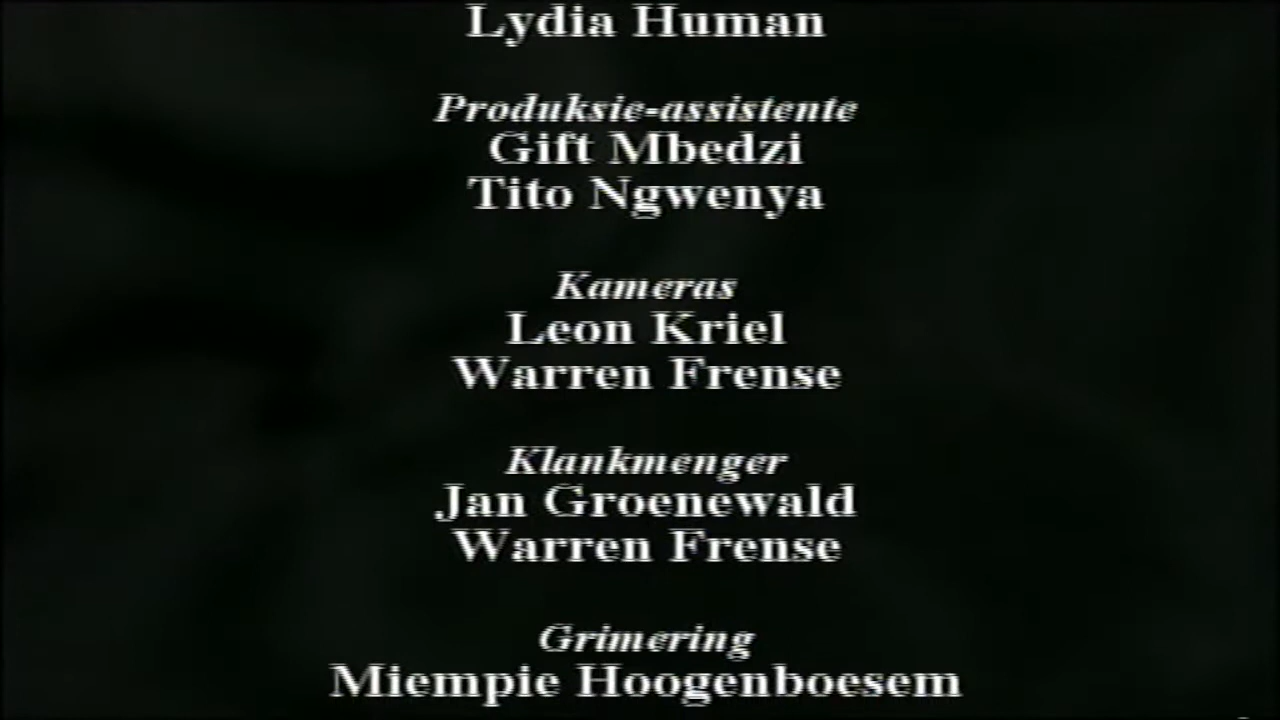 Lydia Human
Produksie-assistente
Gift Mbedzi
Tito Ngwenya
Kameras
Leon Kriel
Warren Frense
Klankmenger
Jan Groenewald
Warren Frense
Grimering
Miempie Hoogenboesem